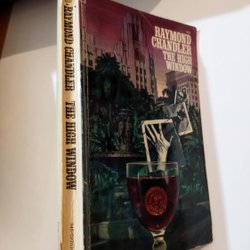 RAYMOND
CHANDLER
THE HIGH
WINDOW
RAYMOND CHANDLER THE HIGH WINDOW